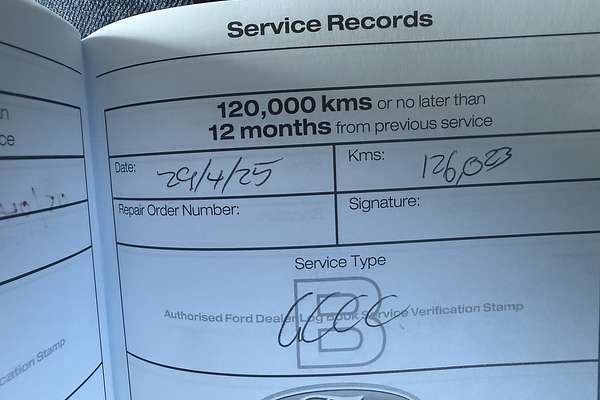 Service Records
120,000 kms or no later than
12 months from previous service
Date: 29/4/25
Kms: 126,023
Repair Order Number:
Signature:
Service Type
B
Authorised Ford Dealer Log Book Service Verification Stamp